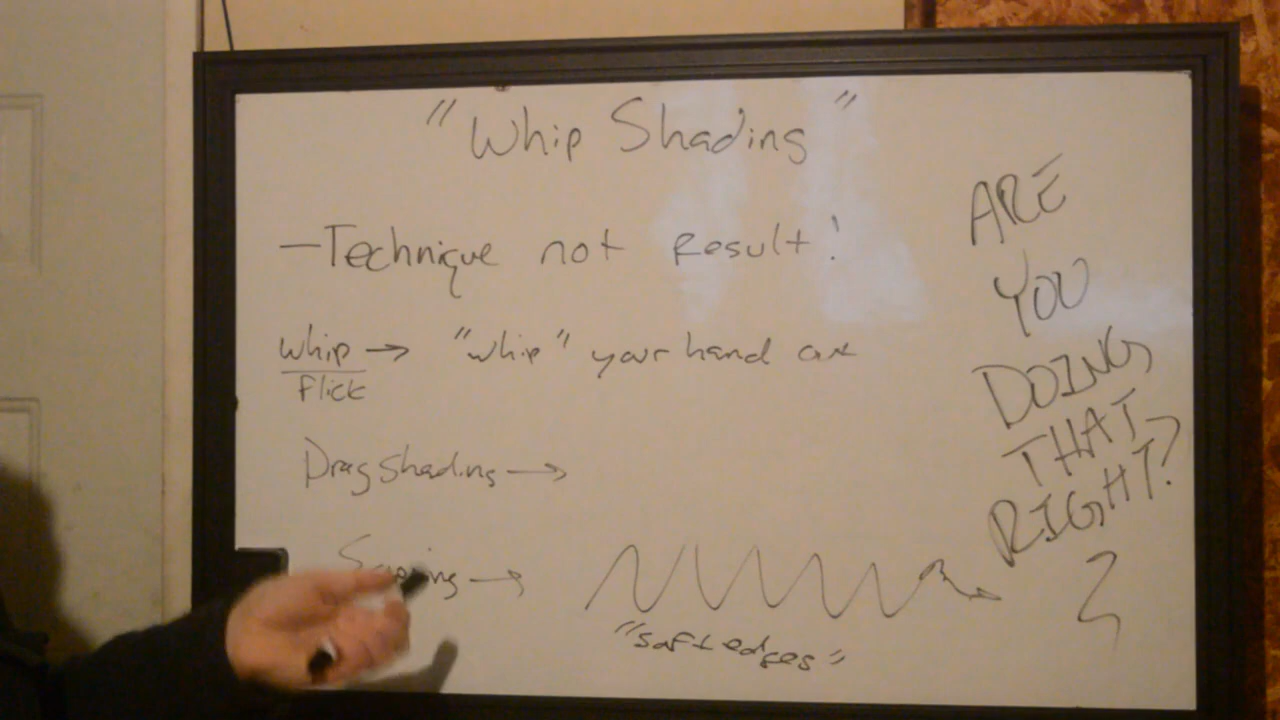 "Whip Shading"
-Technique not Result!
whip → "whip" your hand out
flick
Drag Shading →
→
"soft edges"
ARE
YOU
DOING
THAT
RIGHT?